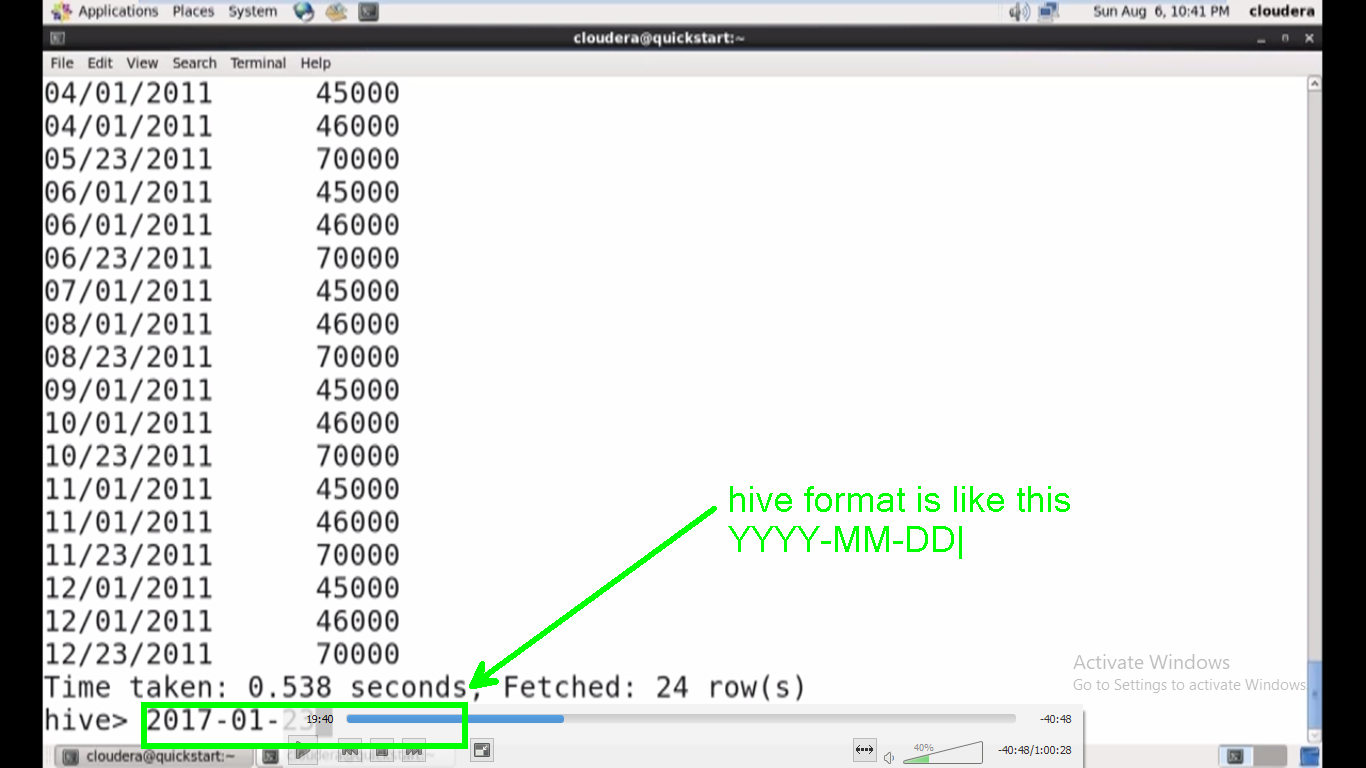 Applications Places System Sun Aug 6, 10:41 PM cloudera
cloudera@quickstart:~
File Edit View Search Terminal Help
04/01/2011 45000
04/01/2011 46000
05/23/2011 70000
06/01/2011 45000
06/01/2011 46000
06/23/2011 70000
07/01/2011 45000
08/01/2011 46000
08/23/2011 70000
09/01/2011 45000
10/01/2011 46000
10/23/2011 70000
11/01/2011 45000
hive format is like this
11/01/2011 46000
YYYY-MM-DD|
11/23/2011 70000
12/01/2011 45000
12/01/2011 46000
12/23/2011 70000
Activate Windows
Go to Settings to activate Windows.
Time taken: 0.538 seconds, Fetched: 24 row(s)
hive> 2017-01-23
19:40 -40:48
40% -40:48/1:00:28
cloudera@quickstart:~ cloudera@quickstart:~